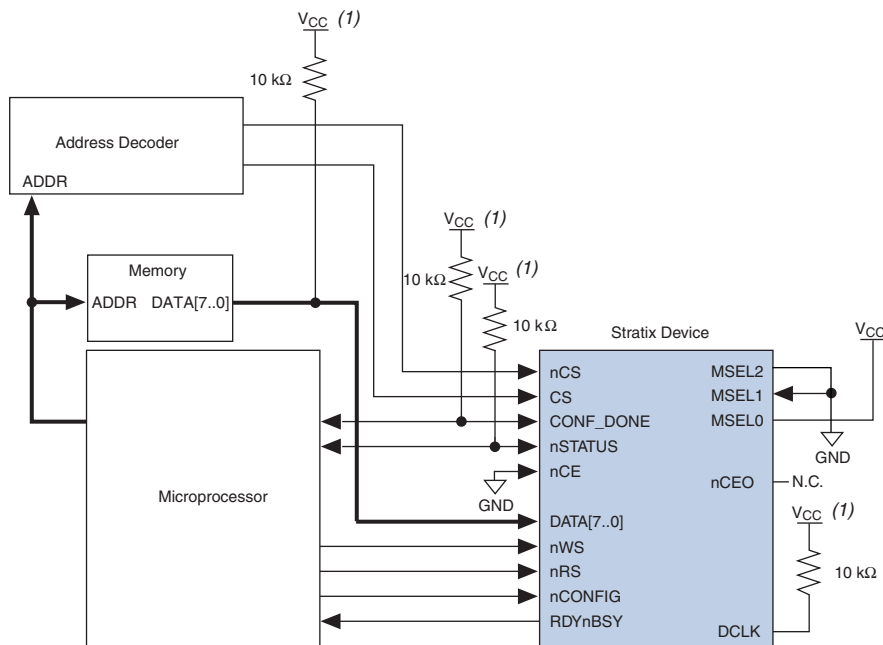 VCC (1)
10 kΩ
Address Decoder
ADDR
VCC (1)
Memory
10 kΩ
VCC (1)
ADDR DATA[7..0]
10 kΩ
Stratix Device
VCC
nCS
MSEL2
CS
MSEL1
CONF_DONE
MSEL0
nSTATUS
GND
nCE
nCEO
N.C.
GND
Microprocessor
VCC (1)
DATA[7..0]
nWS
nRS
10 kΩ
nCONFIG
RDYnBSY
DCLK